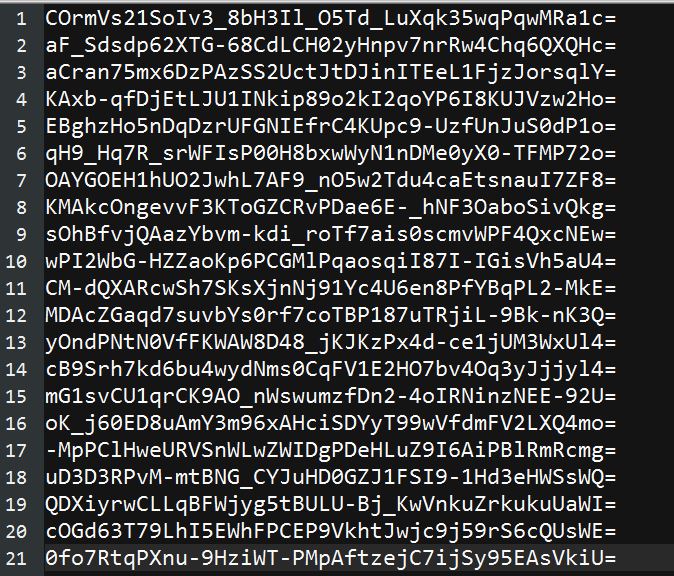 1 COrmVs21SoIv3_8bH3Il_O5Td_LuXqk35wqPqwMRa1c=
2 aF_Sdsdp62XTG-68CdLCH02yHnpv7nrRw4Chq6QXQHc=
3 aCran75mx6DzPAzSS2UctJtDJinITEeL1FjzJorsqlY=
4 KAxb-qfDjEtLJU1INkip89o2kI2qoYP6I8KUJVzw2Ho=
5 EBghzHo5nDqDzrUFGNIEfrC4KUpc9-UzfUnJuS0dP1o=
6 qH9_Hq7R_srWFIsP00H8bxwWyN1nDMe0yX0-TFMP72o=
7 OAYGOEH1hUO2JwhL7AF9_nO5w2Tdu4caEtsnauI7ZF8=
8 KMAkcOngevvF3KToGZCRvPDae6E-_hNF3OaboSivQkg=
9 sOhBfvjQAazYbvm-kdi_roTf7ais0scmvWPF4QxcNEw=
10 wPI2WbG-HZZaoKp6PCGMlPqaosqiI87I-IGisVh5aU4=
11 CM-dQXARcwSh7SKsXjnNj91Yc4U6en8PfYBqPL2-MkE=
12 MDAcZGaqd7suvbYs0rf7coTBP187uTRjiL-9Bk-nK3Q=
13 yOndPNtN0VfFKWAW8D48_jKJKzPx4d-ce1jUM3WxUl4=
14 cB9Srh7kd6bu4wydNms0CqFV1E2HO7bv4Oq3yJjjyl4=
15 mG1svCU1qrCK9AO_nWswumzfDn2-4oIRNinzNEE-92U=
16 oK_j60ED8uAmY3m96xAHciSDYyT99wVfdmFV2LXQ4mo=
17 -MpPClHweURVSnWLwZWIDgPDeHLuZ9I6AiPBlRmRcmg=
18 uD3D3RPvM-mtBNG_CYJuHD0GZJ1FSI9-1Hd3eHWSsWQ=
19 QDXiyrwCLLqBFWjyg5tBULU-Bj_KwVnkuZrkukuUaWI=
20 cOGd63T79LhI5EWhFPCEP9VkhtJwjc9j59rS6cQUsWE=
21 0fo7RtqPXnu-9HziWT-PMpAftzejC7ijSy95EAsVkiU=